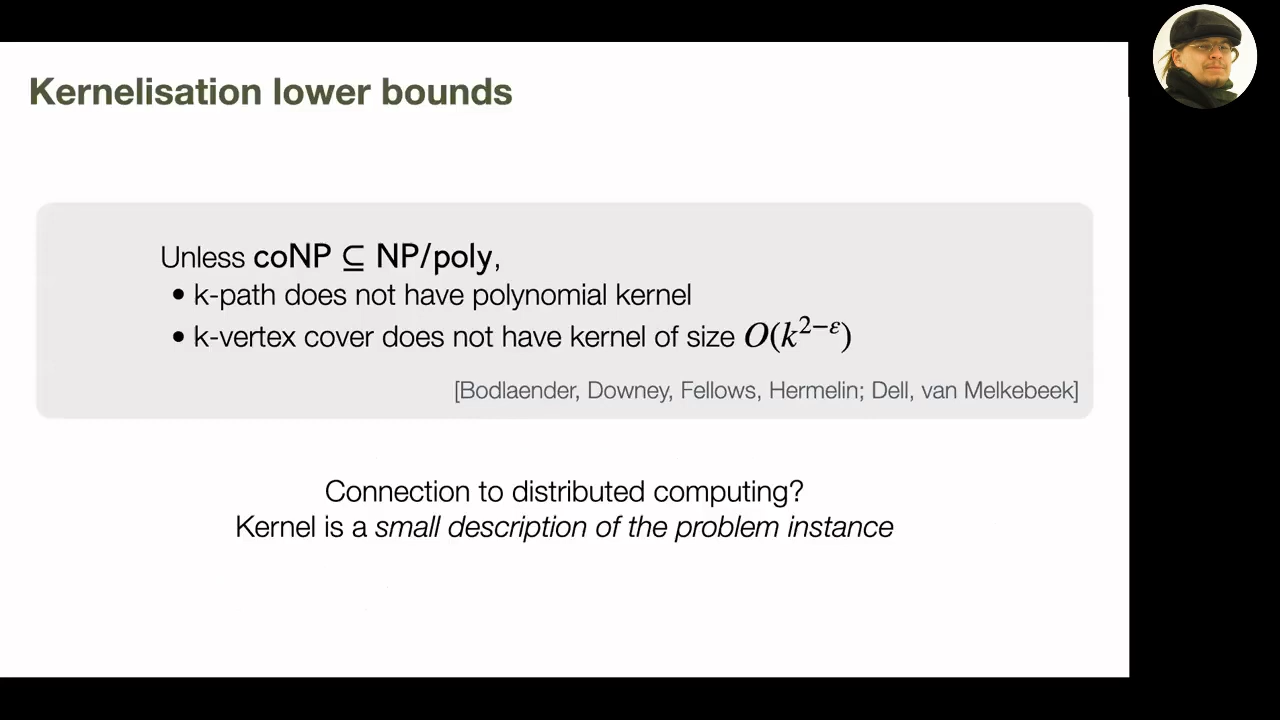 Kernelisation lower bounds
Unless coNP ⊆ NP/poly,
• k-path does not have polynomial kernel
• k-vertex cover does not have kernel of size O(k^{2−ε})
[Bodlaender, Downey, Fellows, Hermelin; Dell, van Melkebeek]
Connection to distributed computing?
Kernel is a small description of the problem instance